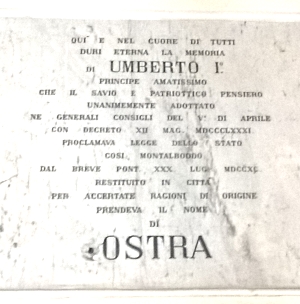 QUI E NEL CUORE DI TUTTI
DURI ETERNA LA MEMORIA
DI UMBERTO I°
PRINCIPE AMATISSIMO
CHE IL SAVIO E PATRIOTTICO PENSIERO
UNANIMEMENTE ADOTTATO
NE GENERALI CONSIGLI DEL V° DI APRILE
CON DECRETO XII MAG. MDCCCLXXXI
PROCLAMAVA LEGGE DELLO STATO
COSI MONTALBODDO
DAL BREVE PONT. XXX LUG. MDCCXC
RESTITUITO IN CITTÀ
PER ACCERTATE RAGIONI DI ORIGINE
PRENDEVA IL NOME
DI
OSTRA